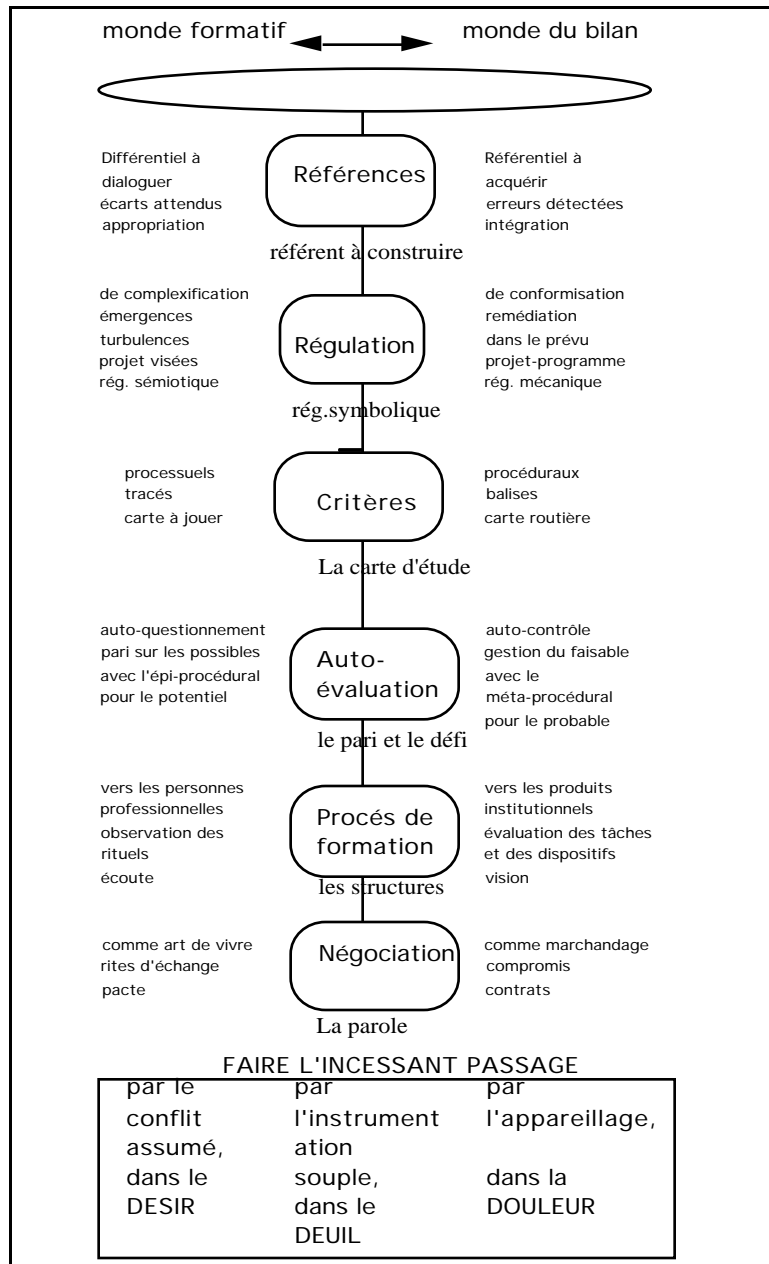 monde formatif
monde du bilan
Différentiel à
dialoguer
écarts attendus
appropriation
Références
Référentiel à
acquérir
erreurs détectées
intégration
référent à construire
de complexification
émergences
turbulences
projet visées
rég. sémiotique
Régulation
de conformisation
remédiation
dans le prévu
projet-programme
rég. mécanique
rég.symbolique
processuels
tracés
carte à jouer
Critères
procéduraux
balises
carte routière
La carte d'étude
auto-questionnement
pari sur les possibles
avec l'épi-procédural
pour le potentiel
Auto-
évaluation
auto-contrôle
gestion du faisable
avec le
méta-procédural
pour le probable
le pari et le défi
vers les personnes
professionnelles
observation des
rituels
écoute
Procés de
formation
vers les produits
institutionnels
évaluation des tâches
et des dispositifs
vision
les structures
comme art de vivre
rites d'échange
pacte
Négociation
comme marchandage
compromis
contrats
La parole
FAIRE L'INCESSANT PASSAGE
par le
conflit
assumé,
dans le
DESIR
par
l'instrument
ation
souple,
dans le
DEUIL
par
l'appareillage,
dans la
DOULEUR